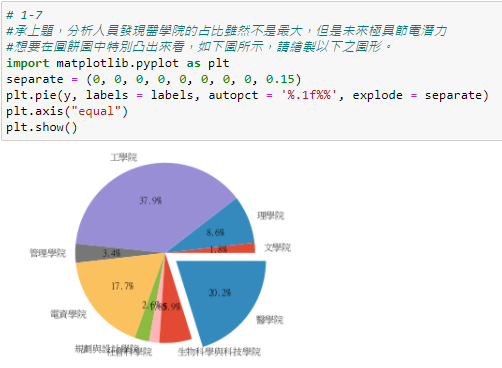 # 1-7
#承上題，分析人員發現醫學院的占比雖然不是最大，但是未來極具節電潛力
#想要在圓餅圖中特別凸出來看，如下圖所示，請繪製以下之圖形。
import matplotlib.pyplot as plt
separate = (0, 0, 0, 0, 0, 0, 0, 0, 0.15)
plt.pie(y, labels = labels, autopct = '%.1f%%', explode = separate)
plt.axis("equal")
plt.show()
工學院
37.9%
理學院
8.6%
文學院
1.8%
管理學院
3.4%
17.7%
20.2%
電資學院
2.6%
5.9%
醫學院
規劃與設計學院
社會科學院
生物科學與科技學院